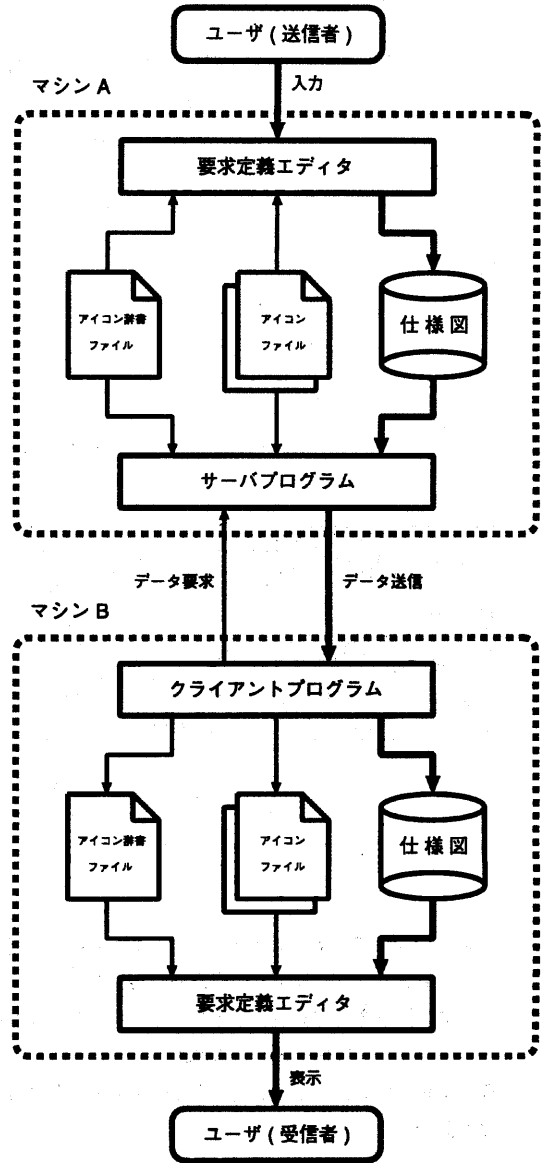 ユーザ（送信者）
マシンA
入力
要求定義エディタ
アイコン辞書
ファイル
アイコン
ファイル
仕様図
サーバプログラム
データ要求
データ送信
マシンB
クライアントプログラム
アイコン辞書
ファイル
アイコン
ファイル
仕様図
要求定義エディタ
表示
ユーザ（受信者）